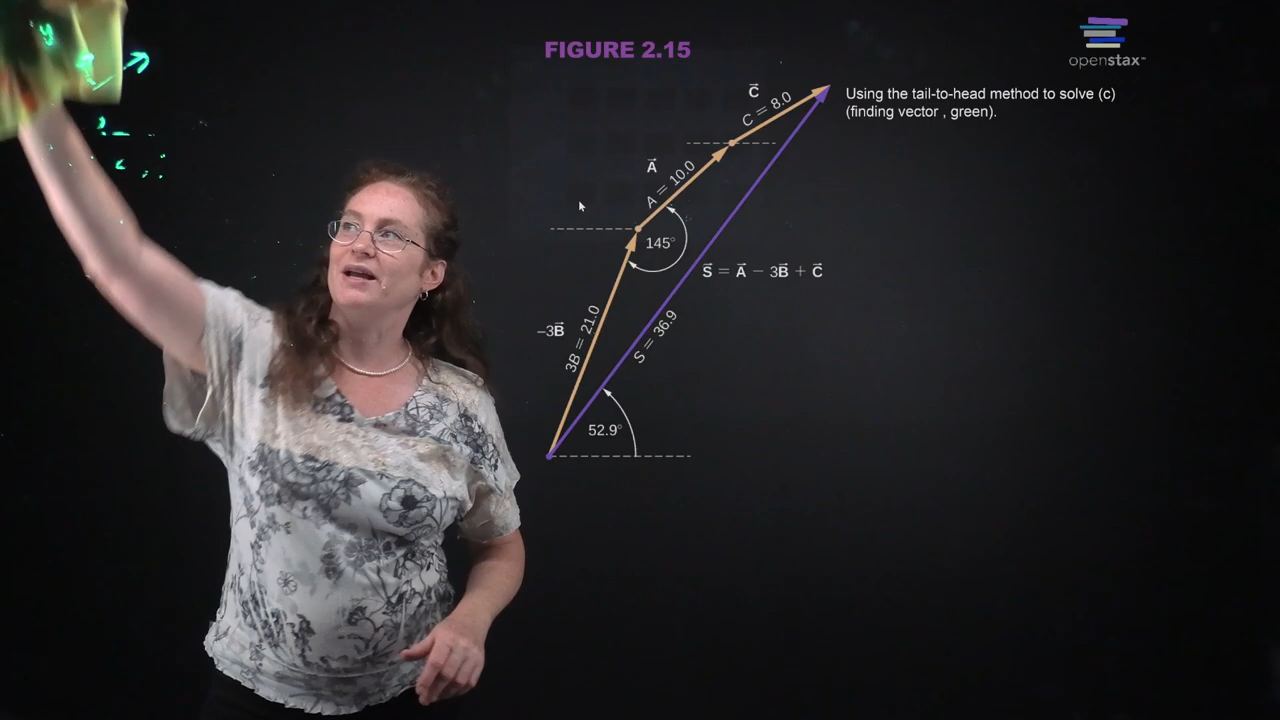 y
FIGURE 2.15
openstax™
Using the tail-to-head method to solve (c)
(finding vector , green).
C⃗
C = 8.0
A⃗
A = 10.0
145°
S⃗ = A⃗ − 3B⃗ + C⃗
−3B⃗
3B = 21.0
S = 36.9
52.9°